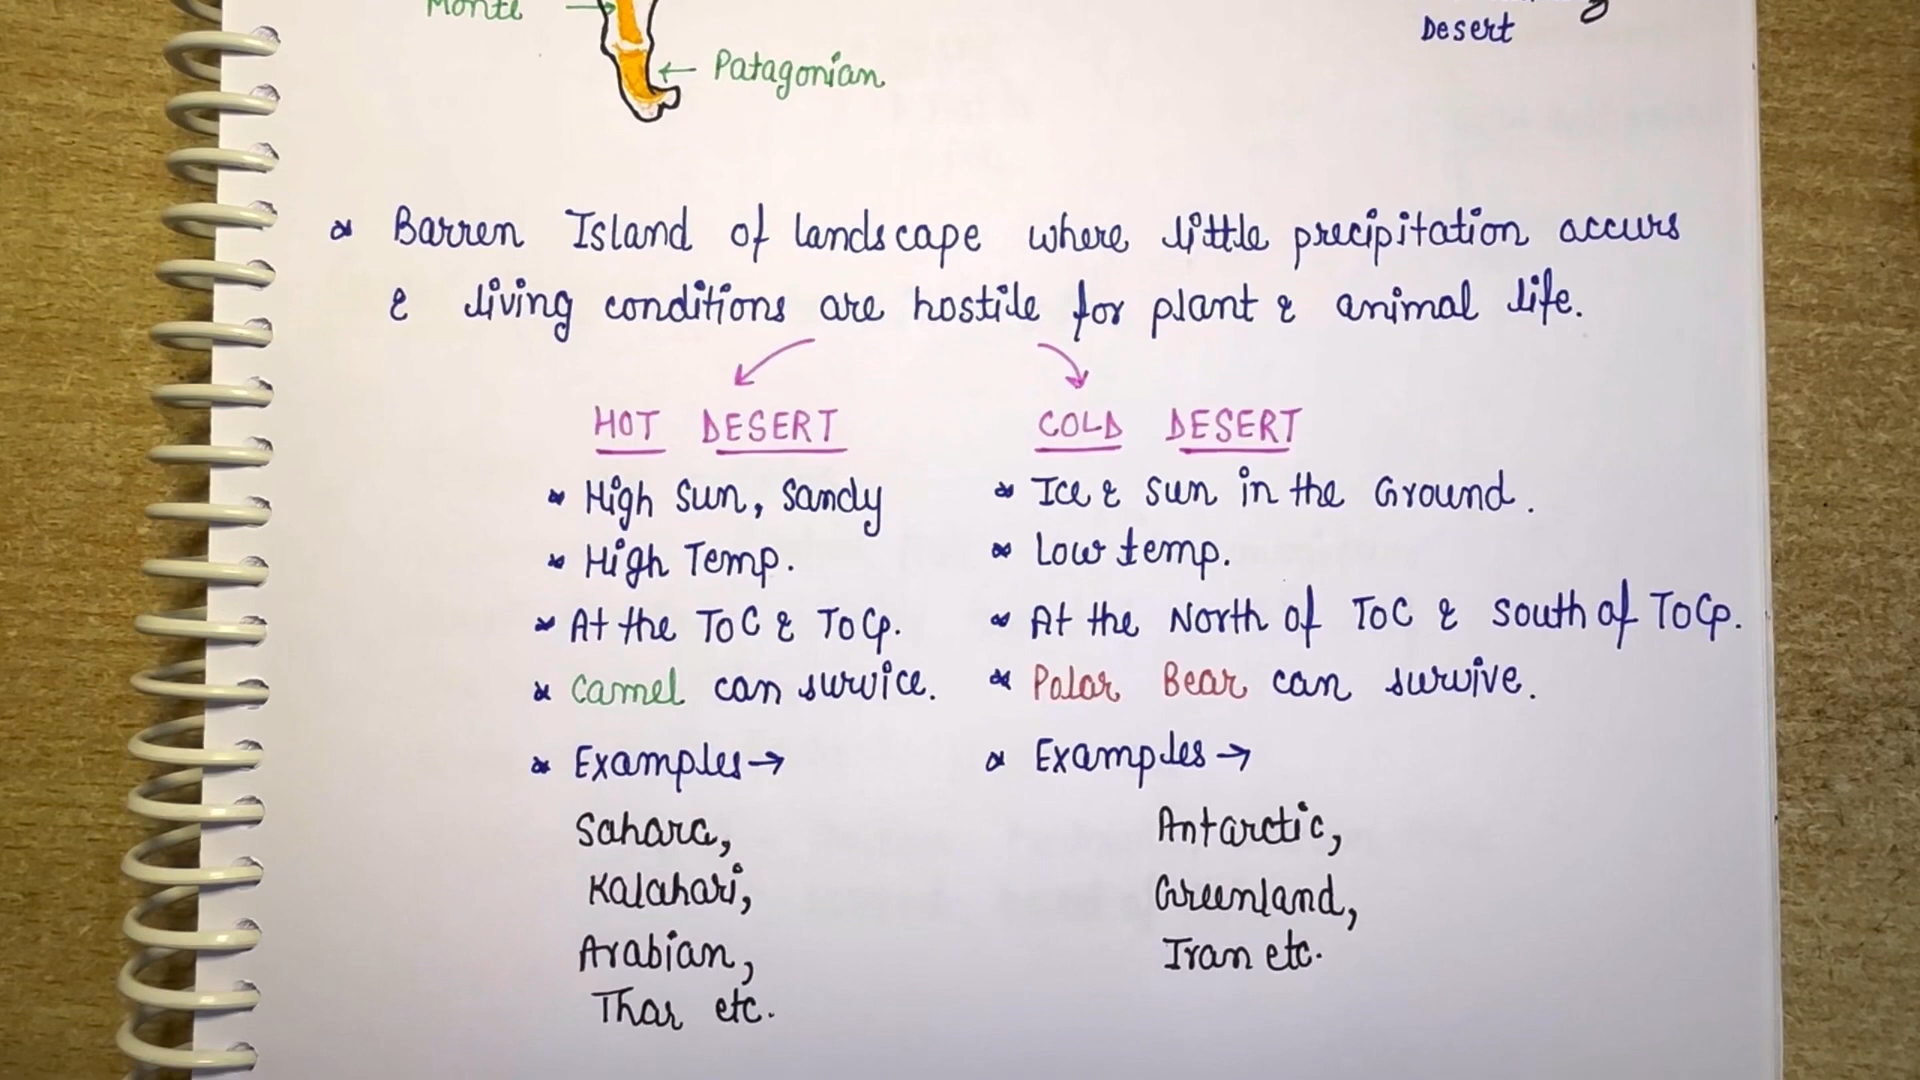 Monte
Desert
Patagonian
Barren Island of landscape where little precipitation accurs
& living conditions are hostile for plant & animal life.
HOT DESERT
High Sun, Sandy
High Temp.
At the ToC & ToCp.
Camel can survice.
Examples→
Sahara,
Kalahari,
Arabian,
Thar etc.
COLD DESERT
Ice & sun in the Ground.
Low temp.
At the North of ToC & South of ToCp.
Polar Bear can survive.
Examples→
Antarctic,
Greenland,
Iran etc.